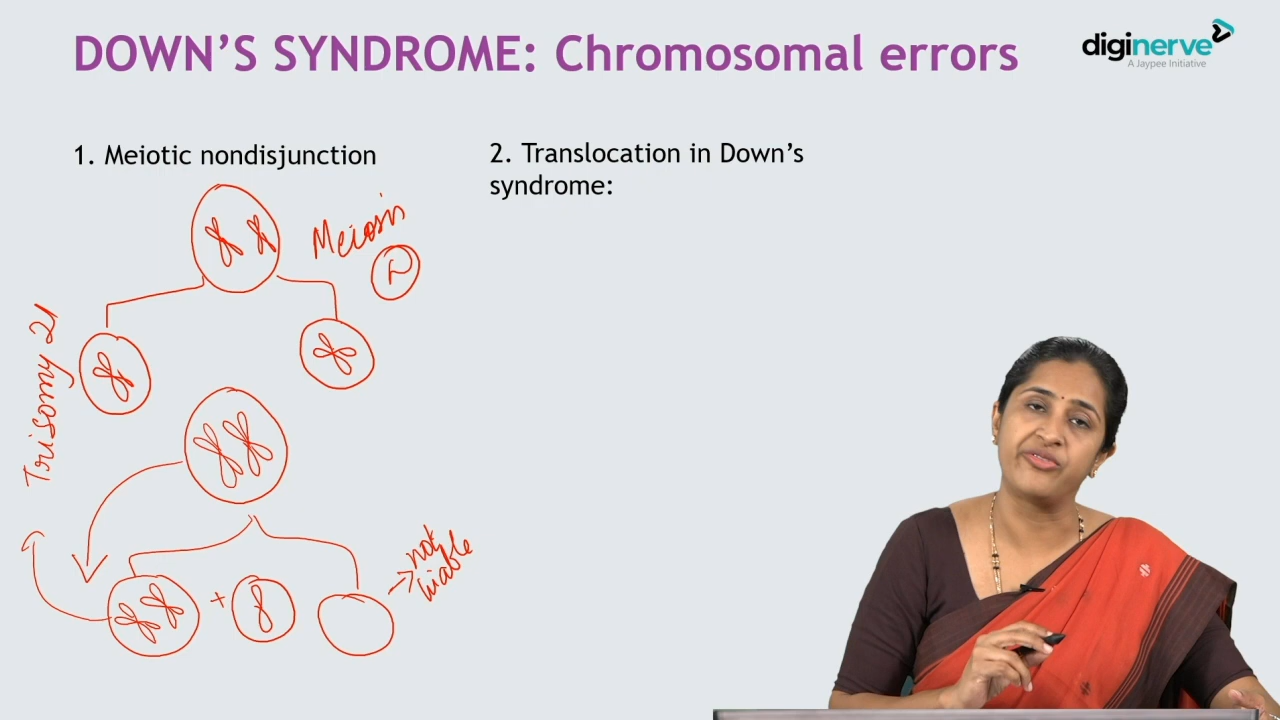 DOWN'S SYNDROME: Chromosomal errors
diginerve
A Jaypee Initiative
1. Meiotic nondisjunction
2. Translocation in Down's
syndrome:
Meiosis
Trisomy 21
+
not
viable